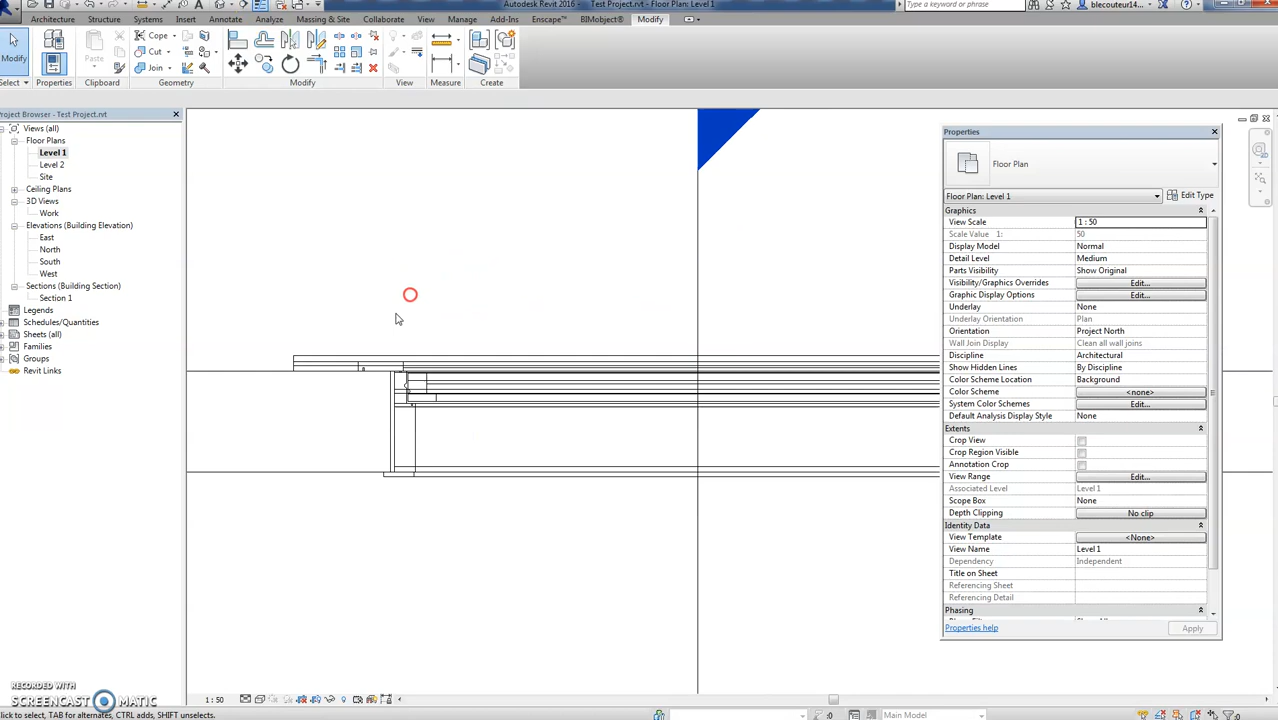 Autodesk Revit 2016 - Test Project.rvt - Floor Plan: Level 1
Type a keyword or phrase
blecouteur14...
Architecture Structure Systems Insert Annotate Analyze Massing & Site Collaborate View Manage Add-Ins Enscape™ BIMobject® Modify
Modify
Paste
Cope
Cut
Join
Select Properties Clipboard Geometry Modify View Measure Create
Project Browser - Test Project.rvt
Views (all)
Floor Plans
Level 1
Level 2
Site
Ceiling Plans
3D Views
Work
Elevations (Building Elevation)
East
North
South
West
Sections (Building Section)
Section 1
Legends
Schedules/Quantities
Sheets (all)
Families
Groups
Revit Links
Properties
Floor Plan
Floor Plan: Level 1
Edit Type
Graphics
View Scale 1 : 50
Scale Value 1: 50
Display Model Normal
Detail Level Medium
Parts Visibility Show Original
Visibility/Graphics Overrides Edit...
Graphic Display Options Edit...
Underlay None
Underlay Orientation Plan
Orientation Project North
Wall Join Display Clean all wall joins
Discipline Architectural
Show Hidden Lines By Discipline
Color Scheme Location Background
Color Scheme <none>
System Color Schemes Edit...
Default Analysis Display Style None
Extents
Crop View
Crop Region Visible
Annotation Crop
View Range Edit...
Associated Level Level 1
Scope Box None
Depth Clipping No clip
Identity Data
View Template <None>
View Name Level 1
Dependency Independent
Title on Sheet
Referencing Sheet
Referencing Detail
Phasing
Properties help
Apply
RECORDED WITH
SCREENCAST MATIC
1 : 50
Click to select, TAB for alternates, CTRL adds, SHIFT unselects.
:0
Main Model